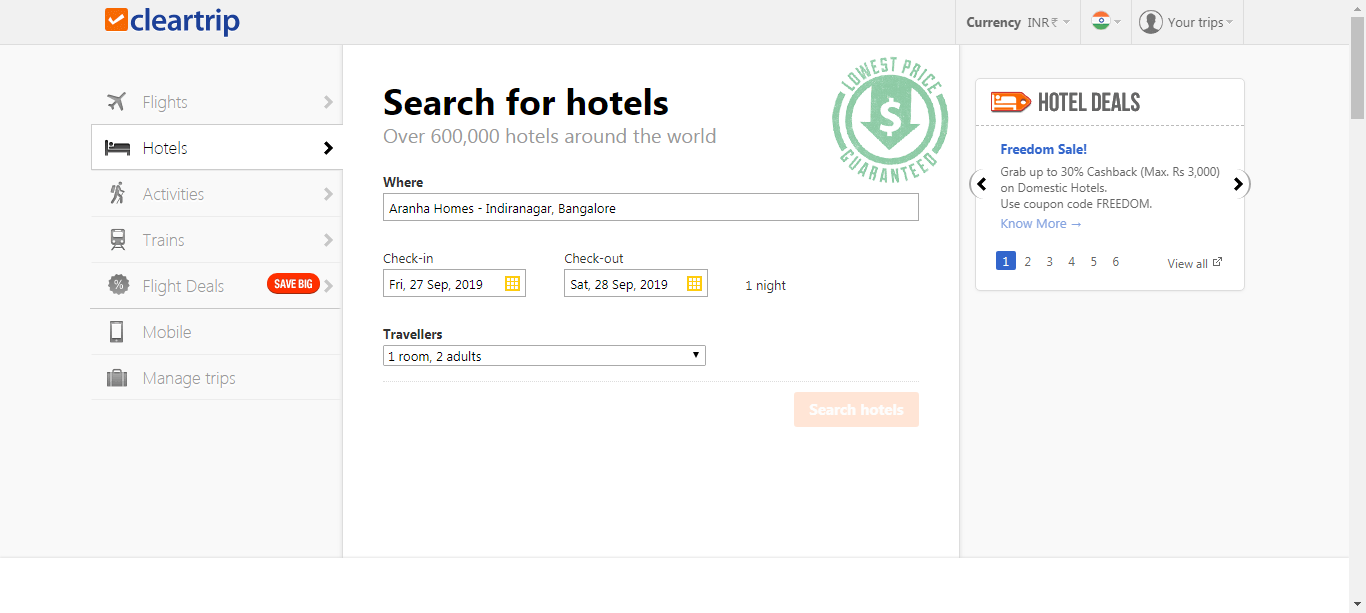 cleartrip
Currency INR₹
Your trips
Flights
Hotels
Activities
Trains
%
Flight Deals
SAVE BIG
Mobile
Manage trips
Search for hotels
Over 600,000 hotels around the world
LOWEST PRICE
$
GUARANTEED
Where
Aranha Homes - Indiranagar, Bangalore
Check-in
Check-out
Fri, 27 Sep, 2019
Sat, 28 Sep, 2019
1 night
Travellers
1 room, 2 adults
Search hotels
HOTEL DEALS
Freedom Sale!
Grab up to 30% Cashback (Max. Rs 3,000)
on Domestic Hotels.
Use coupon code FREEDOM.
Know More →
1 2 3 4 5 6
View all